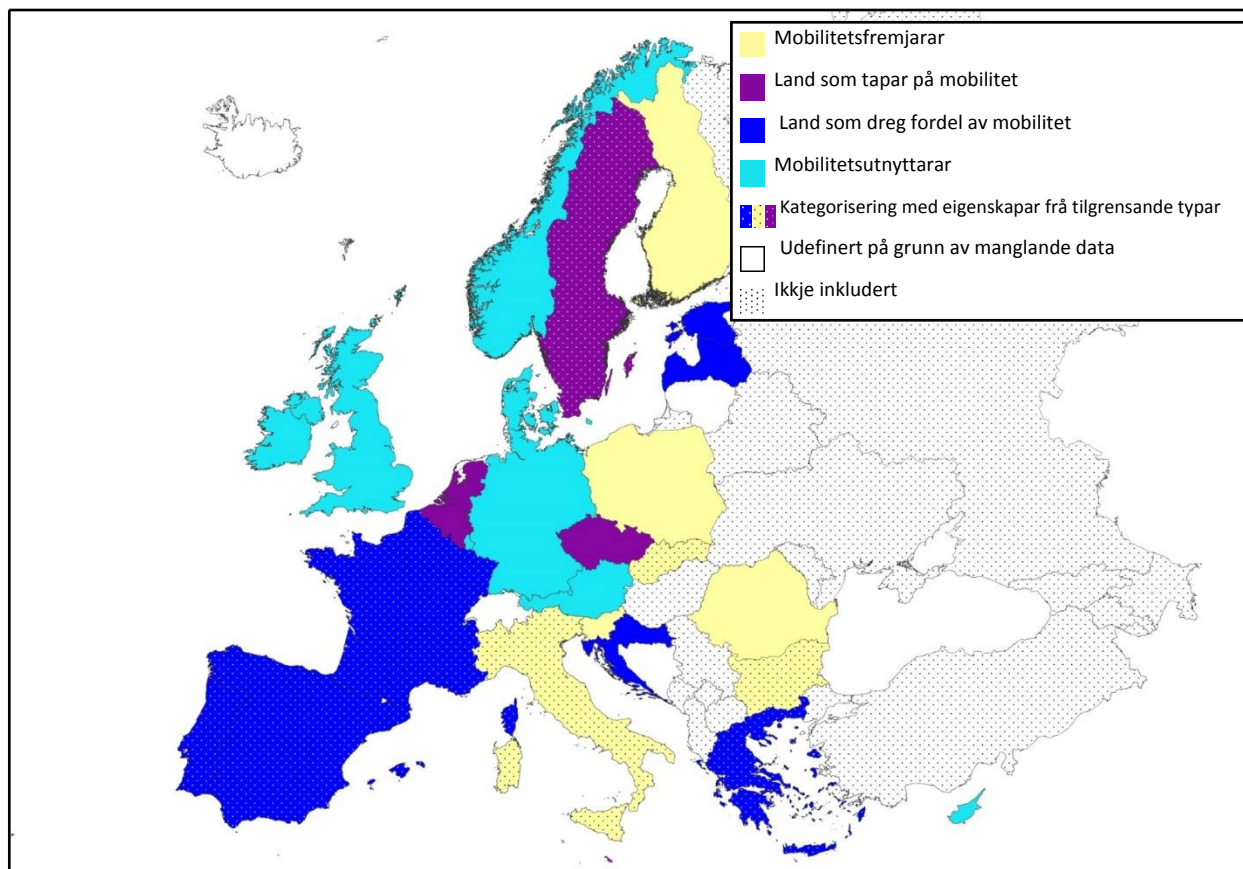 Mobilitetsfremjarar
Land som tapar på mobilitet
Land som dreg fordel av mobilitet
Mobilitetsutnyttarar
Kategorisering med eigenskapar frå tilgrensande typar
Udefinert på grunn av manglande data
Ikkje inkludert